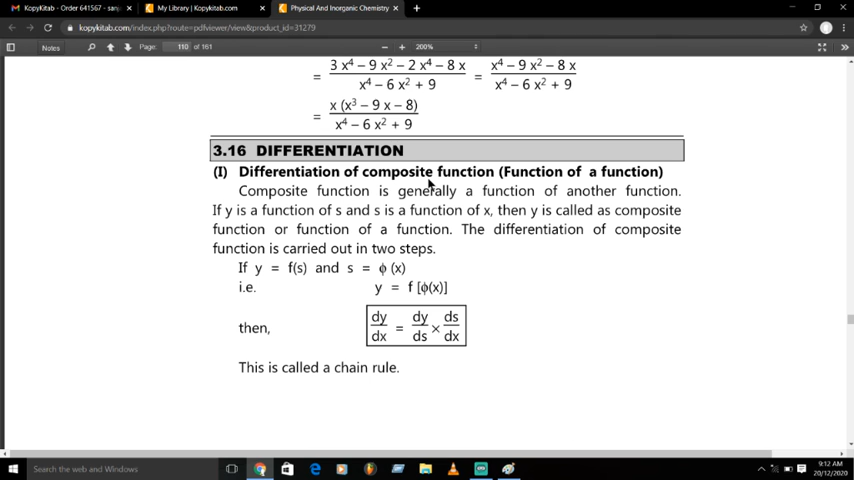 KopyKitab - Order 641567 - sanj
My Library | Kopykitab.com
Physical And Inorganic Chemistry
kopykitab.com/index.php?route=pdfviewer/view&product_id=31279
Notes
Page: 110 of 161
200%
= 3 x⁴ – 9 x² – 2 x⁴ – 8 x / x⁴ – 6 x² + 9 = x⁴ – 9 x² – 8 x / x⁴ – 6 x² + 9
= x (x³ – 9 x – 8) / x⁴ – 6 x² + 9
3.16 DIFFERENTIATION
(I) Differentiation of composite function (Function of a function)
Composite function is generally a function of another function.
If y is a function of s and s is a function of x, then y is called as composite
function or function of a function. The differentiation of composite
function is carried out in two steps.
If y = f(s) and s = ϕ (x)
i.e. y = f [ϕ(x)]
then, dy/dx = dy/ds × ds/dx
This is called a chain rule.
Search the web and Windows
9:12 AM
20/12/2020